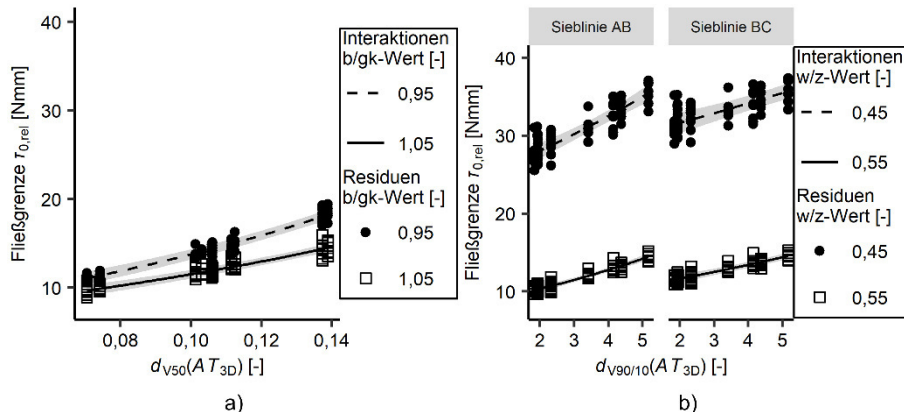 Fließgrenze τ0,rel [Nmm]
40
30
20
10
0,08 0,10 0,12 0,14
dV50(AT3D) [-]
Interaktionen
b/gk-Wert [-]
0,95
1,05
Residuen
b/gk-Wert [-]
0,95
1,05
a)
Sieblinie AB Sieblinie BC
Fließgrenze τ0,rel [Nmm]
40
30
20
10
2 3 4 5 2 3 4 5
dV90/10(AT3D) [-]
Interaktionen
w/z-Wert [-]
0.45
0,55
Residuen
w/z-Wert [-]
0.45
0,55
b)